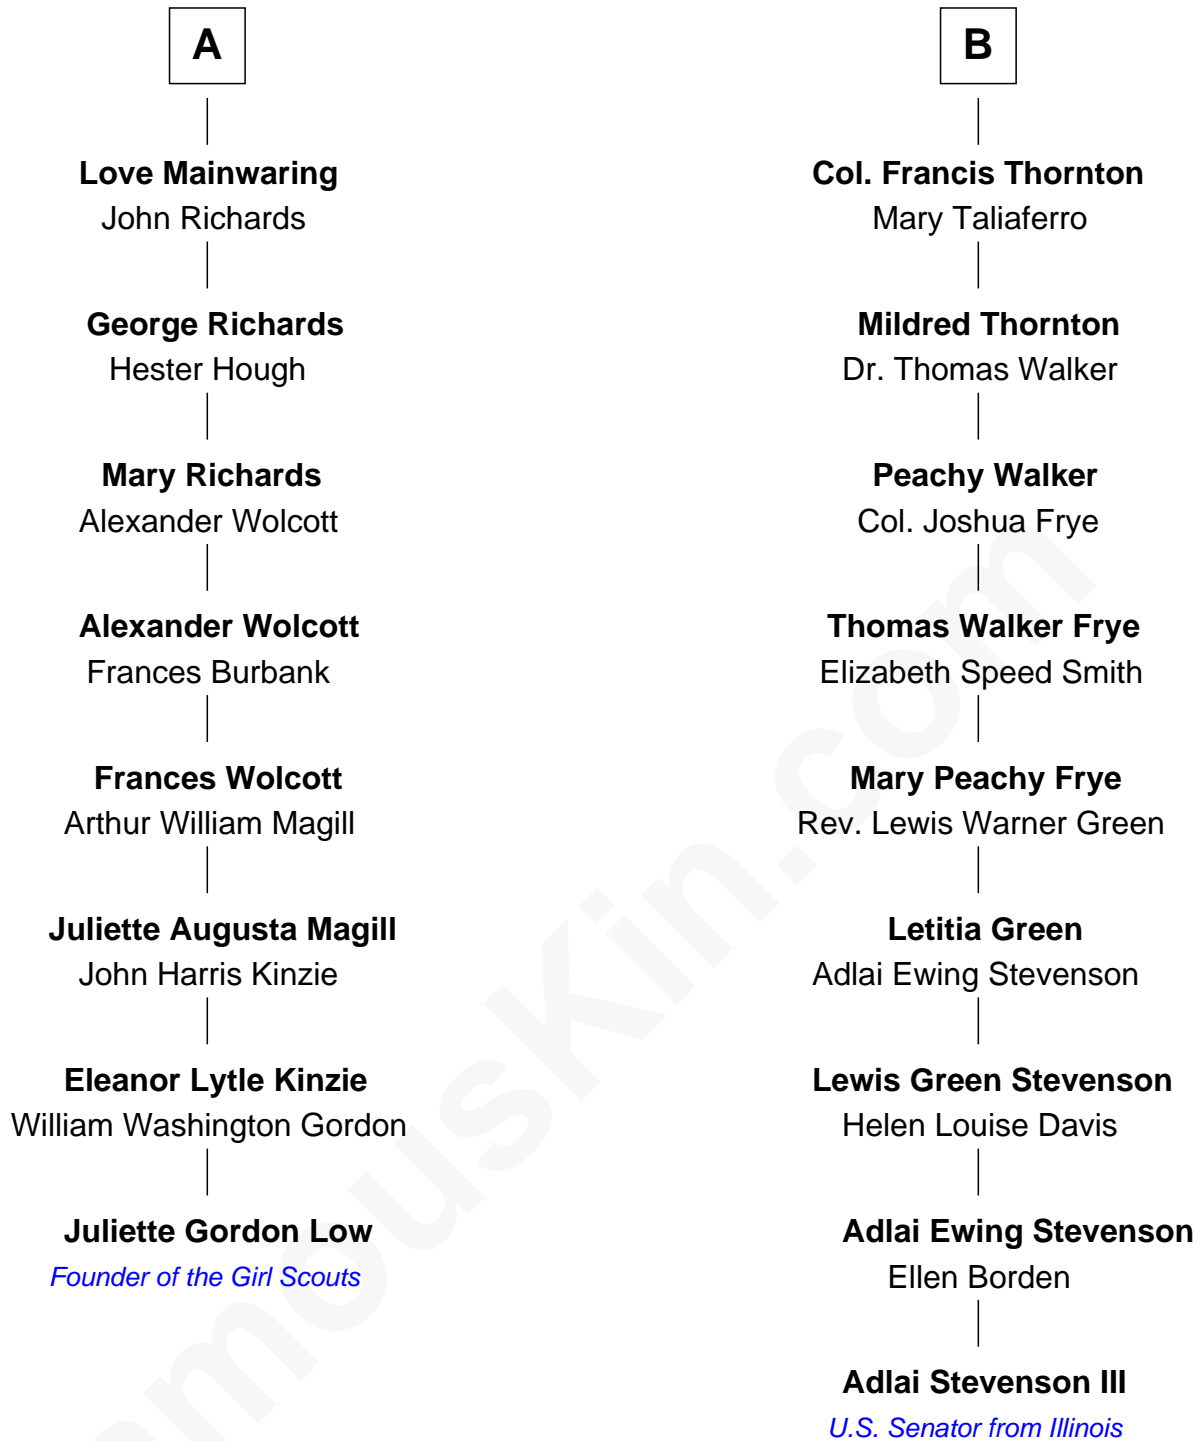 A
Love Mainwaring
John Richards
George Richards
Hester Hough
Mary Richards
Alexander Wolcott
Alexander Wolcott
Frances Burbank
Frances Wolcott
Arthur William Magill
Juliette Augusta Magill
John Harris Kinzie
Eleanor Lytle Kinzie
William Washington Gordon
Juliette Gordon Low
Founder of the Girl Scouts
B
Col. Francis Thornton
Mary Taliaferro
Mildred Thornton
Dr. Thomas Walker
Peachy Walker
Col. Joshua Frye
Thomas Walker Frye
Elizabeth Speed Smith
Mary Peachy Frye
Rev. Lewis Warner Green
Letitia Green
Adlai Ewing Stevenson
Lewis Green Stevenson
Helen Louise Davis
Adlai Ewing Stevenson
Ellen Borden
Adlai Stevenson III
U.S. Senator from Illinois
amousKin.com